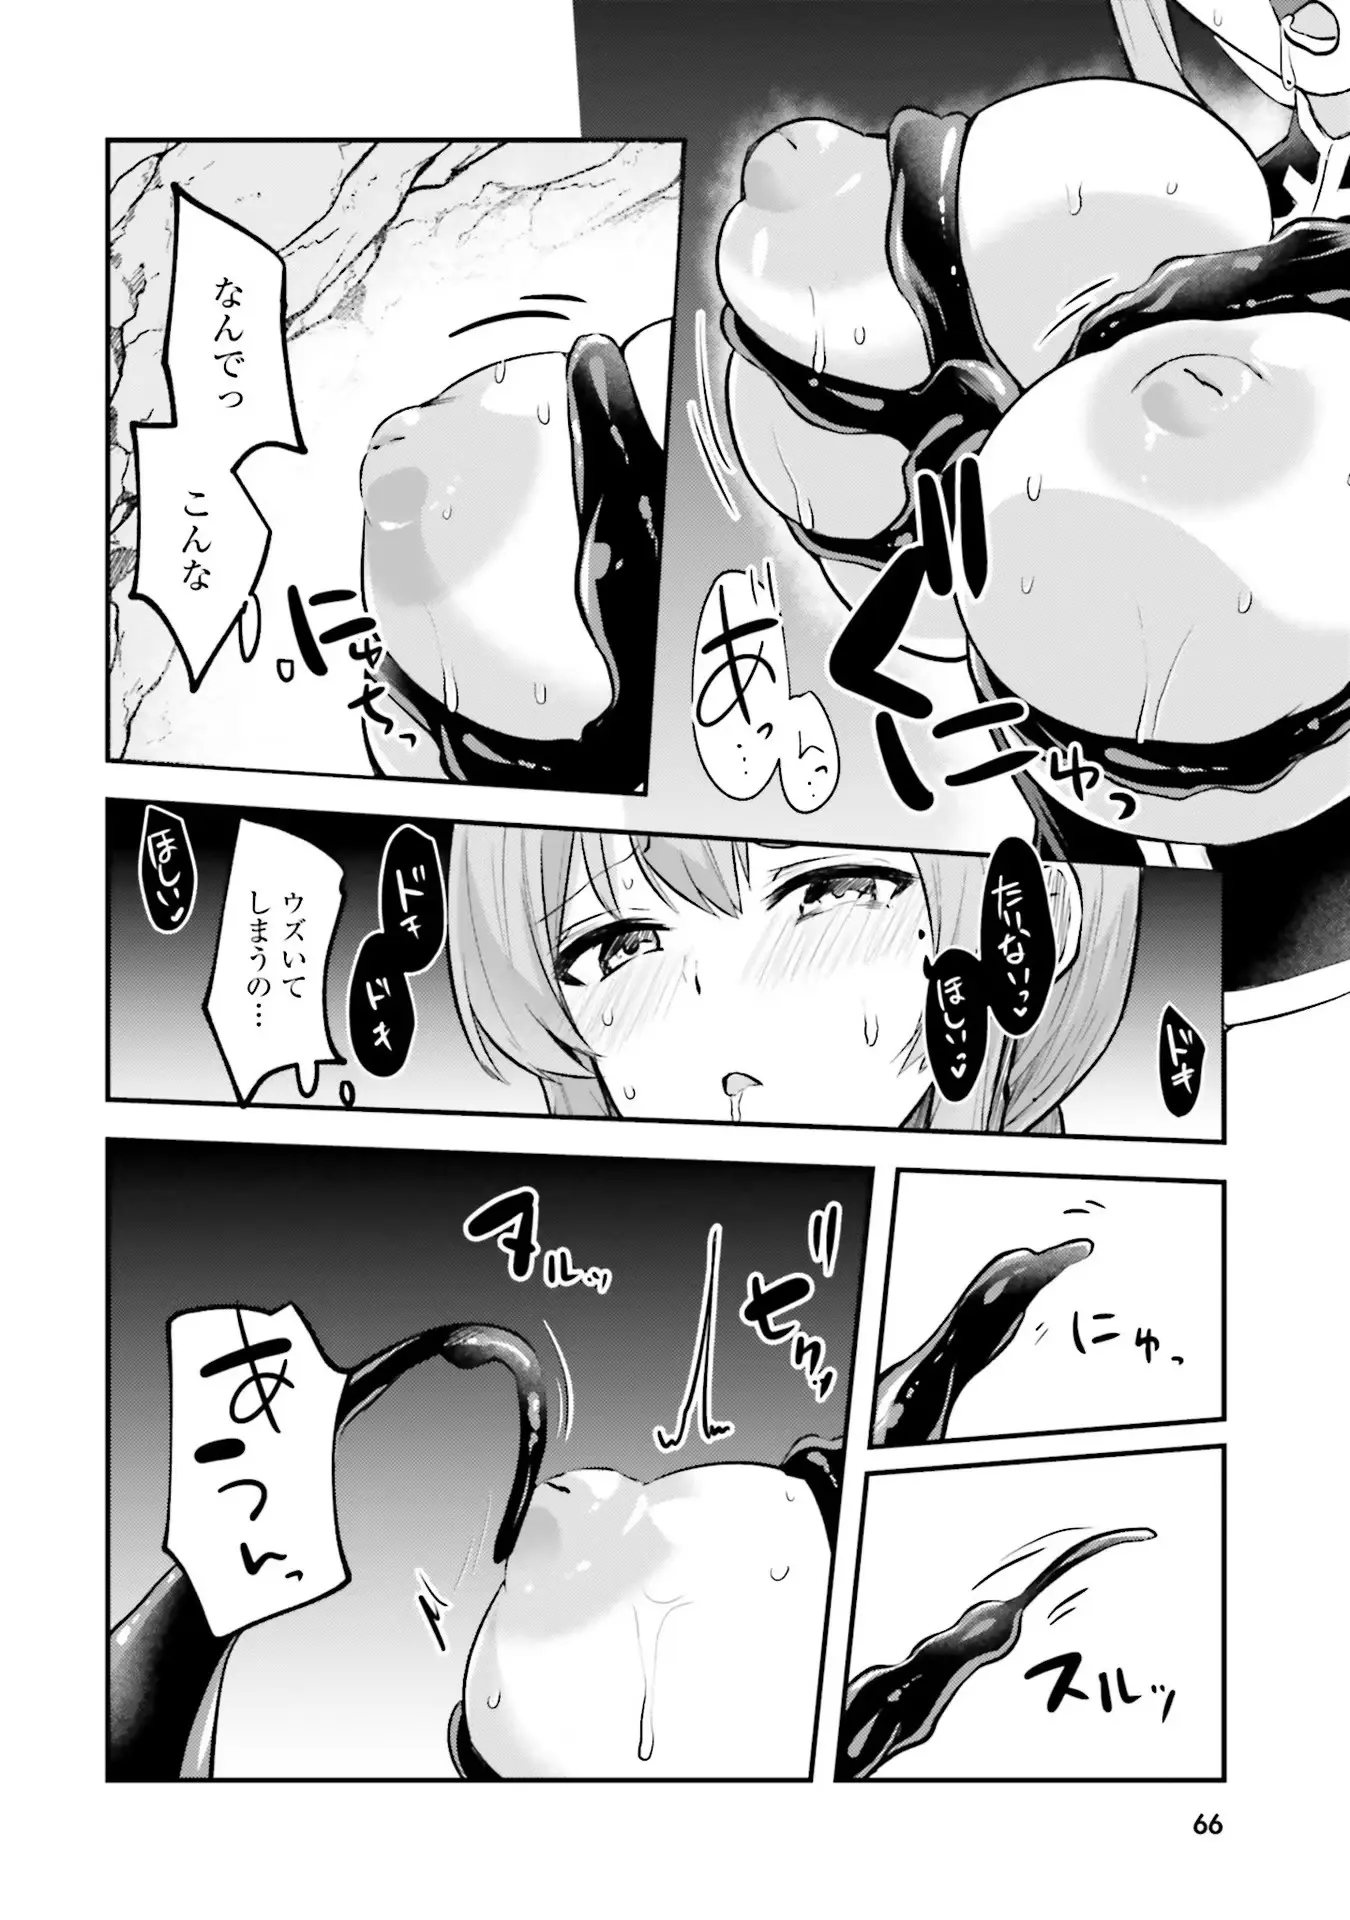 ぐにゅっ
あっ…
んっ…
なんでっ
こんな
にゅちっ
たりないっ♡
ほしいっ♡
ドキ
ドキ
ドキ
ウズいて
しまうの…
ほしい♡
にゅっ
スルッ
ヌルッ
あうんっ
66